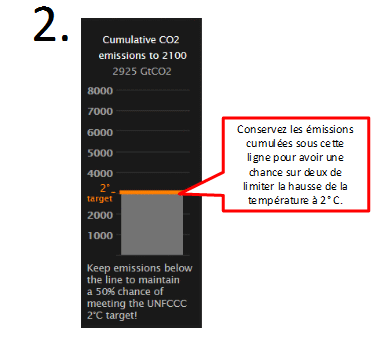 2.
Cumulative CO2
emissions to 2100
2925 GtCO2
8000
7000
6000
5000
4000
2°
target
2000
1000
Keep emissions below
the line to maintain
a 50% chance of
meeting the UNFCCC
2°C target!
Conservez les émissions
cumulées sous cette
ligne pour avoir une
chance sur deux de
limiter la hausse de la
température à 2° C.